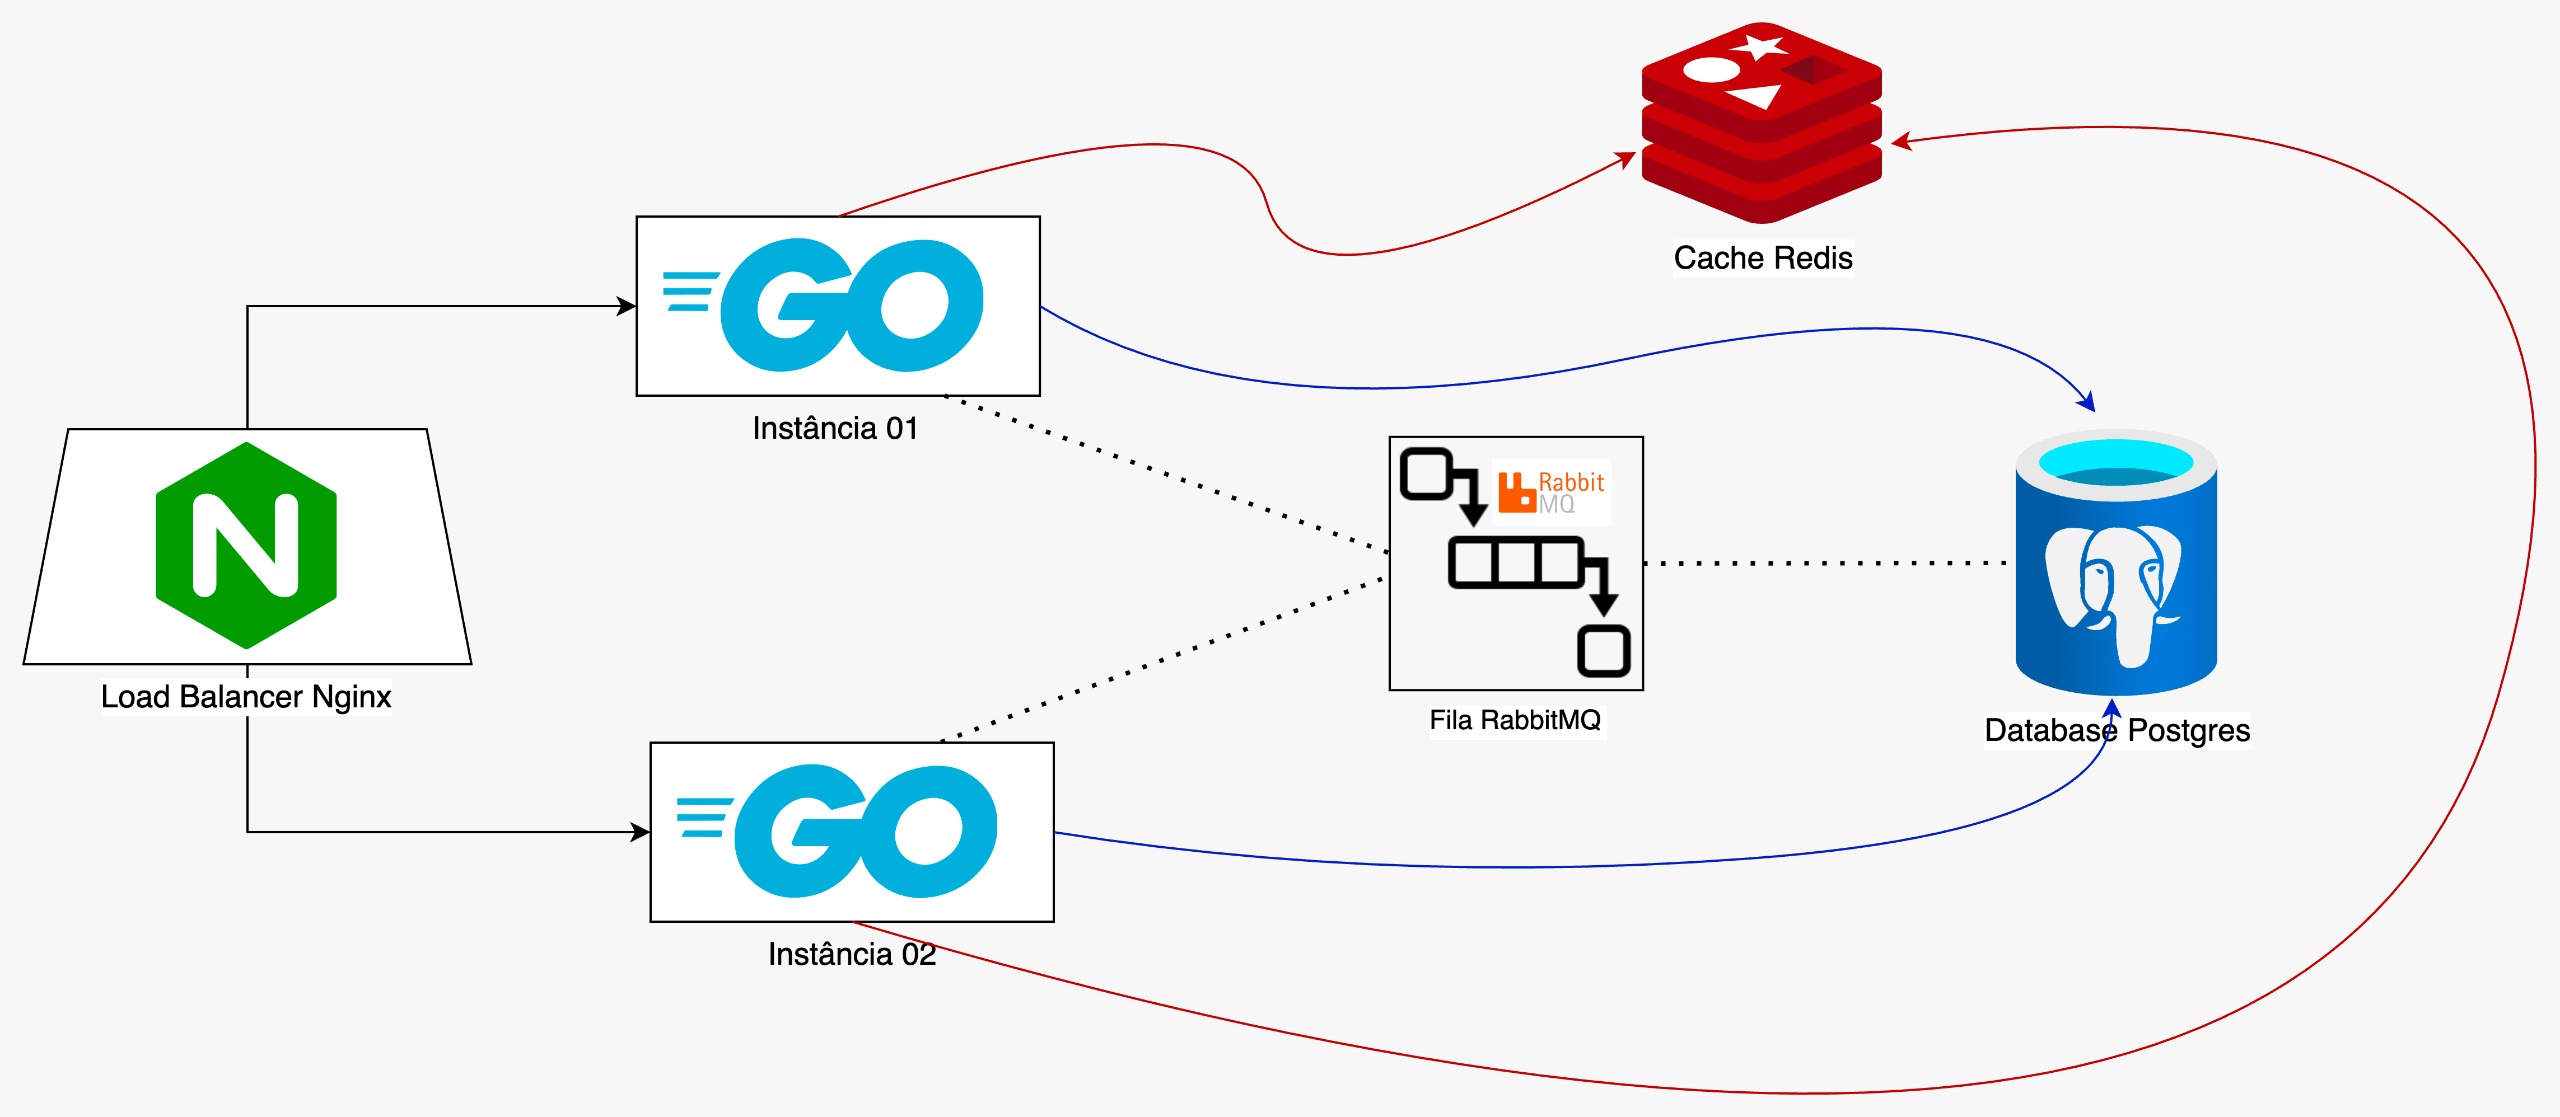 Cache Redis
GO
Instância 01
N
Load Balancer Nginx
Rabbit
MQ
Fila RabbitMQ
Database Postgres
GO
Instância 02